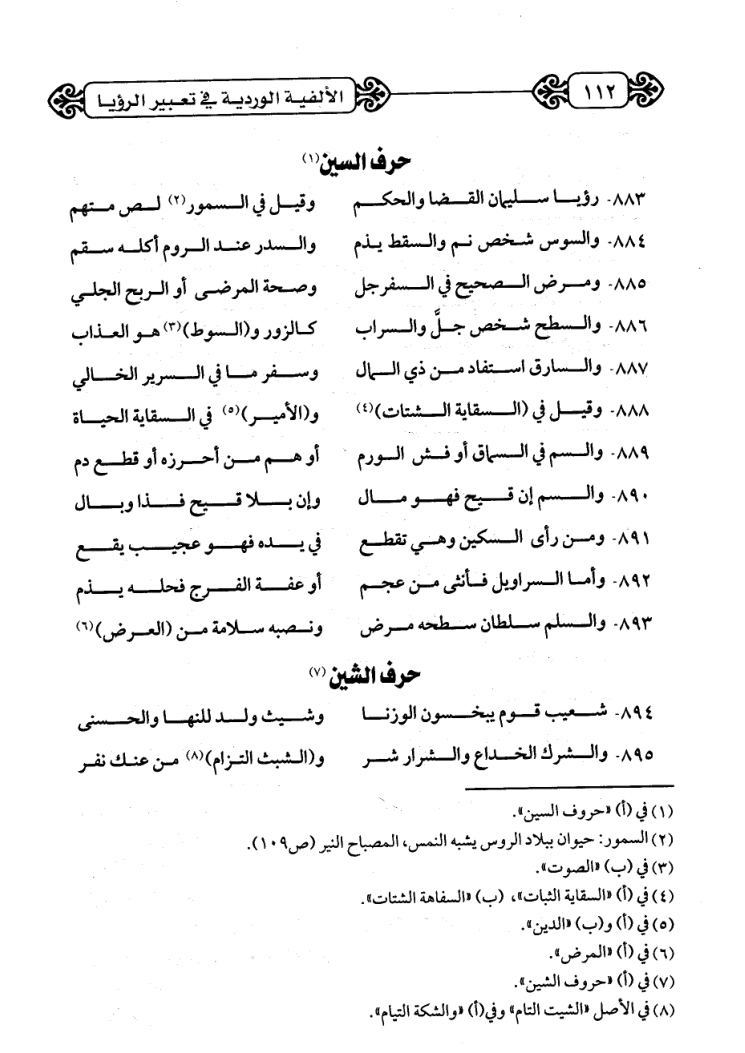 ١١٢
الألفية الوردية في تعبير الرؤيا
حرف السين(١)
٨٨٣- رؤيا سليمان القضا والحكم وقيل في السمور(٢) لص متهم
٨٨٤- والسوس شخص نم والسقط يذم والسدر عند الروم أكله سقم
٨٨٥- ومرض الصحيح في السفرجل وصحة المرضى أو الربح الجلي
٨٨٦- والسطح شخص جلَّ والسراب كالزور و(السوط)(٣) هو العذاب
٨٨٧- والسارق استفاد من ذي المال وسفر ما في السرير الخالي
٨٨٨- وقيل في (السقاية الشتات)(٤) و(الأمير)(٥) في السقاية الحياة
٨٨٩- والسم في السماق أو فش الورم أو هم من أحرزه أو قطع دم
٨٩٠- والسم إن قيح فهو مال وإن بلا قيح فذا وبال
٨٩١- ومن رأى السكين وهي تقطع في يده فهو عجيب يقع
٨٩٢- وأما السراويل فأنثى من عجم أو عفة الفرج فحله يذم
٨٩٣- والسلم سلطان سطحه مرض ونصبه سلامة من (العرض)(٦)
حرف الشين(٧)
٨٩٤- شعيب قوم يبخسون الوزنا وشيث ولد للنها والحسنى
٨٩٥- والشرك الخداع والشرار شر و(الشبث التزام)(٨) من عنك نفر
(١) في (أ) «حروف السين».
(٢) السمور: حيوان ببلاد الروس يشبه النمس، المصباح النير (ص١٠٩).
(٣) في (ب) «الصوت».
(٤) في (أ) «السقاية الثبات»، (ب) «السفاهة الشتات».
(٥) في (أ) و(ب) «الدين».
(٦) في (أ) «المرض».
(٧) في (أ) «حروف الشين».
(٨) في الأصل «الشيت التام» وفي(أ) «والشكة التيام».